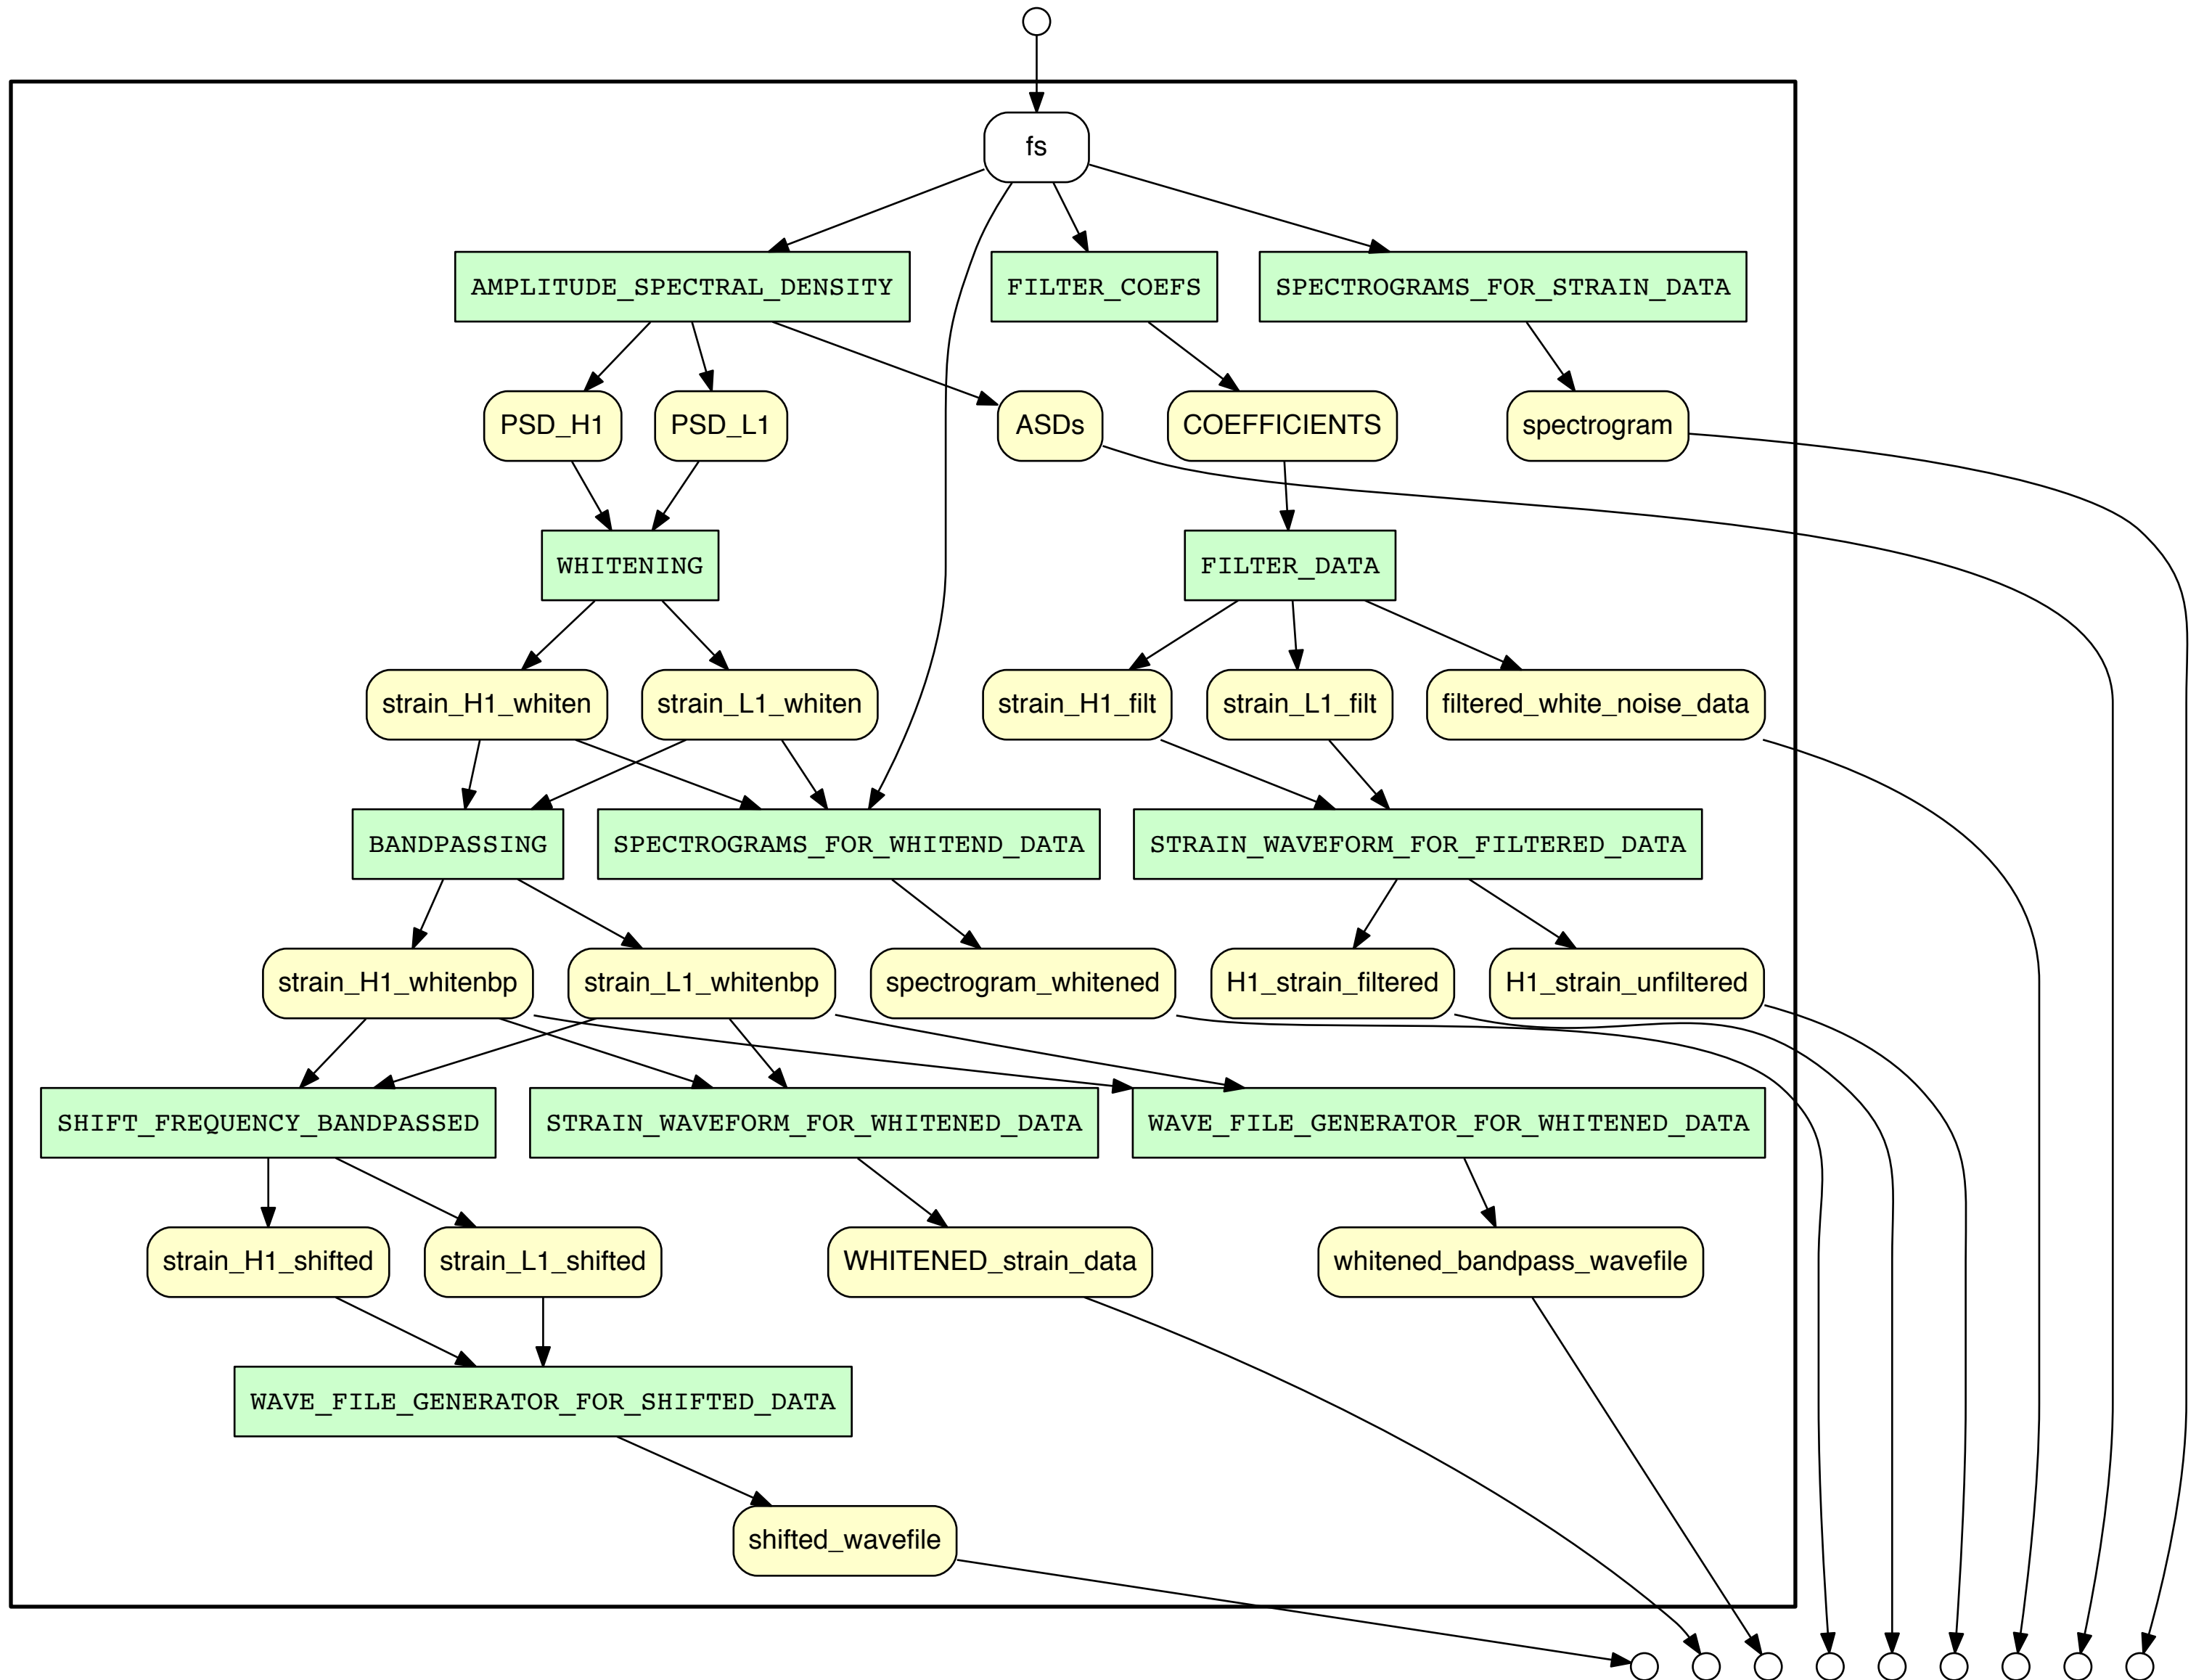 fs
AMPLITUDE_SPECTRAL_DENSITY
FILTER_COEFS
SPECTROGRAMS_FOR_STRAIN_DATA
PSD_H1
PSD_L1
ASDs
COEFFICIENTS
spectrogram
WHITENING
FILTER_DATA
strain_H1_whiten
strain_L1_whiten
strain_H1_filt
strain_L1_filt
filtered_white_noise_data
BANDPASSING
SPECTROGRAMS_FOR_WHITEND_DATA
STRAIN_WAVEFORM_FOR_FILTERED_DATA
strain_H1_whitenbp
strain_L1_whitenbp
spectrogram_whitened
H1_strain_filtered
H1_strain_unfiltered
SHIFT_FREQUENCY_BANDPASSED
STRAIN_WAVEFORM_FOR_WHITENED_DATA
WAVE_FILE_GENERATOR_FOR_WHITENED_DATA
strain_H1_shifted
strain_L1_shifted
WHITENED_strain_data
whitened_bandpass_wavefile
WAVE_FILE_GENERATOR_FOR_SHIFTED_DATA
shifted_wavefile